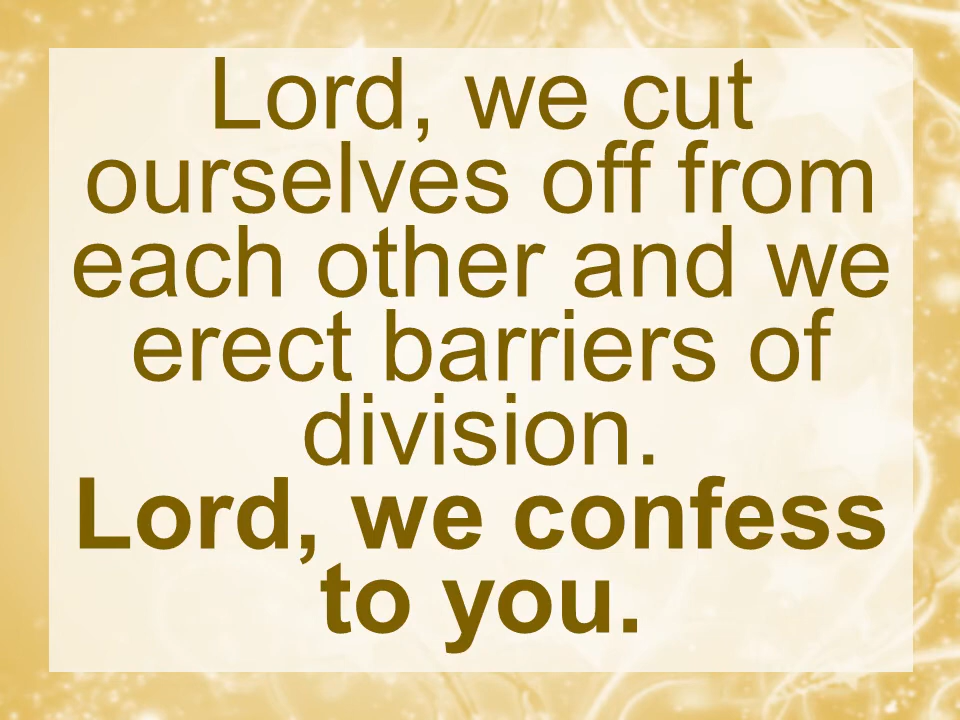 Lord, we cut
ourselves off from
each other and we
erect barriers of
division.
Lord, we confess
to you.